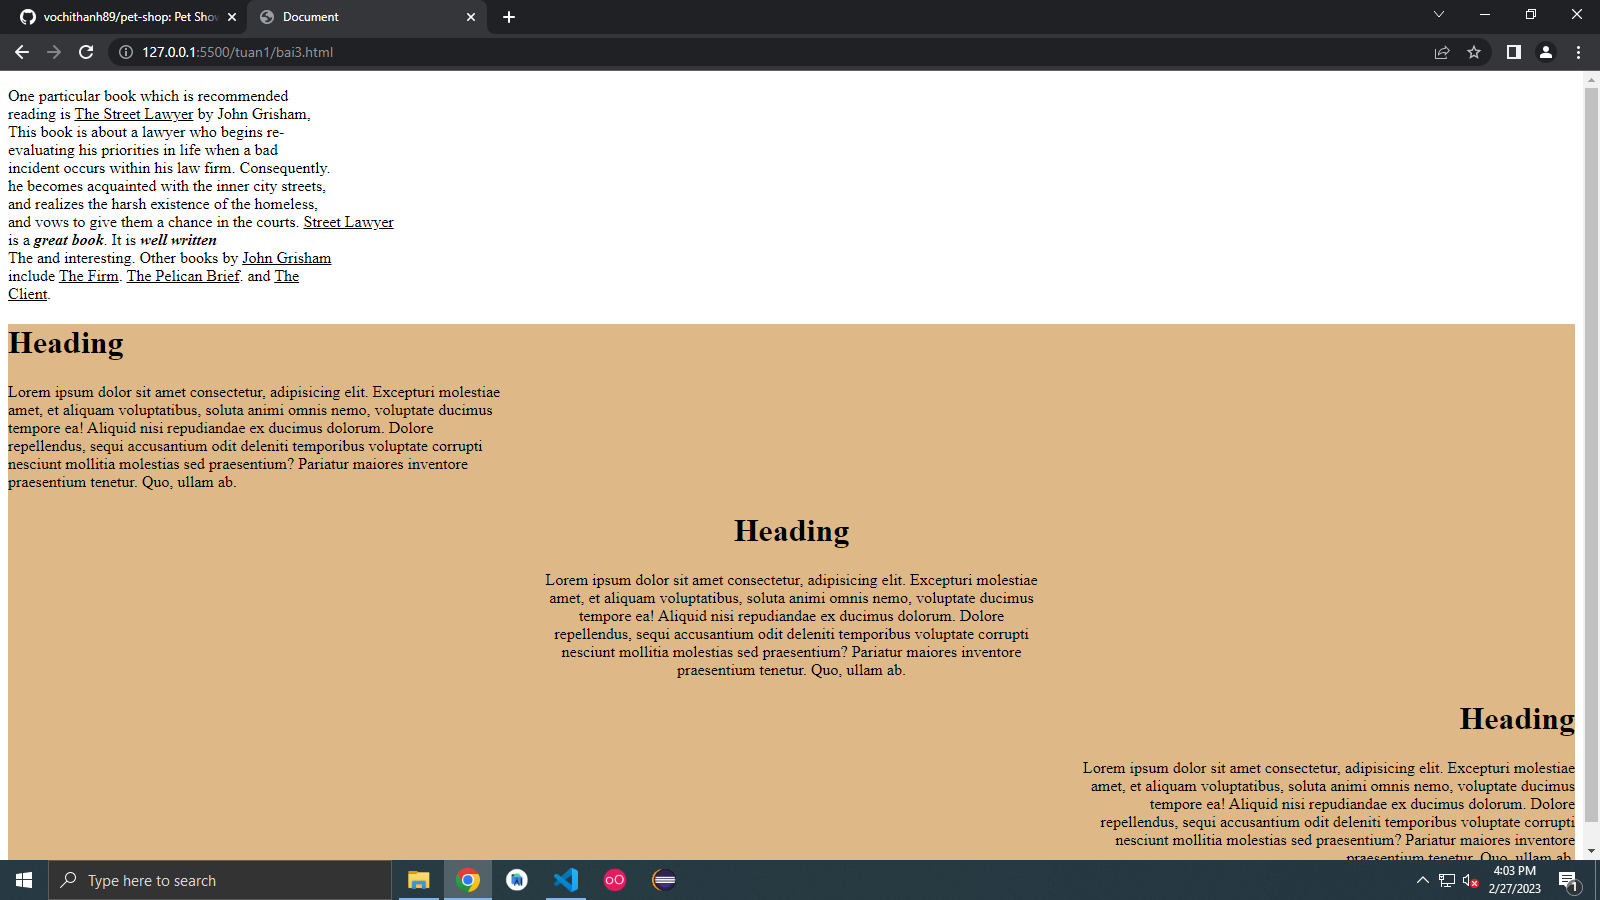 vochithanh89/pet-shop: Pet Sho
Document
127.0.0.1:5500/tuan1/bai3.html
One particular book which is recommended
reading is The Street Lawyer by John Grisham,
This book is about a lawyer who begins re-
evaluating his priorities in life when a bad
incident occurs within his law firm. Consequently.
he becomes acquainted with the inner city streets,
and realizes the harsh existence of the homeless,
and vows to give them a chance in the courts. Street Lawyer
is a great book. It is well written
The and interesting. Other books by John Grisham
include The Firm. The Pelican Brief. and The
Client.
Heading
Lorem ipsum dolor sit amet consectetur, adipisicing elit. Excepturi molestiae
amet, et aliquam voluptatibus, soluta animi omnis nemo, voluptate ducimus
tempore ea! Aliquid nisi repudiandae ex ducimus dolorum. Dolore
repellendus, sequi accusantium odit deleniti temporibus voluptate corrupti
nesciunt mollitia molestias sed praesentium? Pariatur maiores inventore
praesentium tenetur. Quo, ullam ab.
Heading
Lorem ipsum dolor sit amet consectetur, adipisicing elit. Excepturi molestiae
amet, et aliquam voluptatibus, soluta animi omnis nemo, voluptate ducimus
tempore ea! Aliquid nisi repudiandae ex ducimus dolorum. Dolore
repellendus, sequi accusantium odit deleniti temporibus voluptate corrupti
nesciunt mollitia molestias sed praesentium? Pariatur maiores inventore
praesentium tenetur. Quo, ullam ab.
Heading
Lorem ipsum dolor sit amet consectetur, adipisicing elit. Excepturi molestiae
amet, et aliquam voluptatibus, soluta animi omnis nemo, voluptate ducimus
tempore ea! Aliquid nisi repudiandae ex ducimus dolorum. Dolore
repellendus, sequi accusantium odit deleniti temporibus voluptate corrupti
nesciunt mollitia molestias sed praesentium? Pariatur maiores inventore
praesentium tenetur. Quo, ullam ab.
Type here to search
4:03 PM
2/27/2023
1